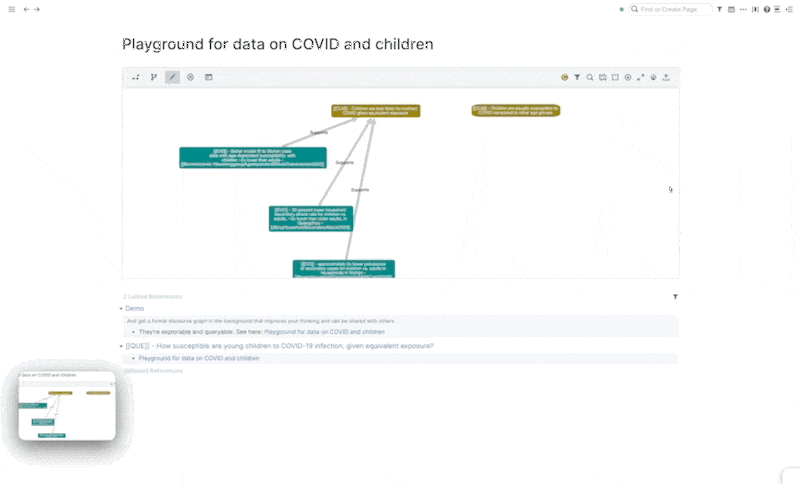 Find or Create Page
Playground for data on COVID and children
[[CLM]] - Children are less likely to contract
COVID given equivalent exposure
[[CLM]] - Children are equally susceptible to
COVID compared to other age groups
Supports
[[EVD]] - Better model fit to Wuhan case
data with age-dependent susceptibility, with
children
lower than adults -
Supports
Supports
[[EVD]] -
percent lower household
secondary attack rate for children vs.
adults,
lower than older adults, in
Guangzhou -
[[EVD]] - approximately 2x lower prevalence
of secondary cases for children vs. adults in
households in Wuhan -
2 Linked References
Demo
And get a formal discourse graph in the background that improves your thinking and can be shared with others
They're explorable and queryable. See here: Playground for data on COVID and children
[[QUE]] - How susceptible are young children to COVID-19 infection, given equivalent exposure?
Playground for data on COVID and children
Unlinked References
data on COVID and children